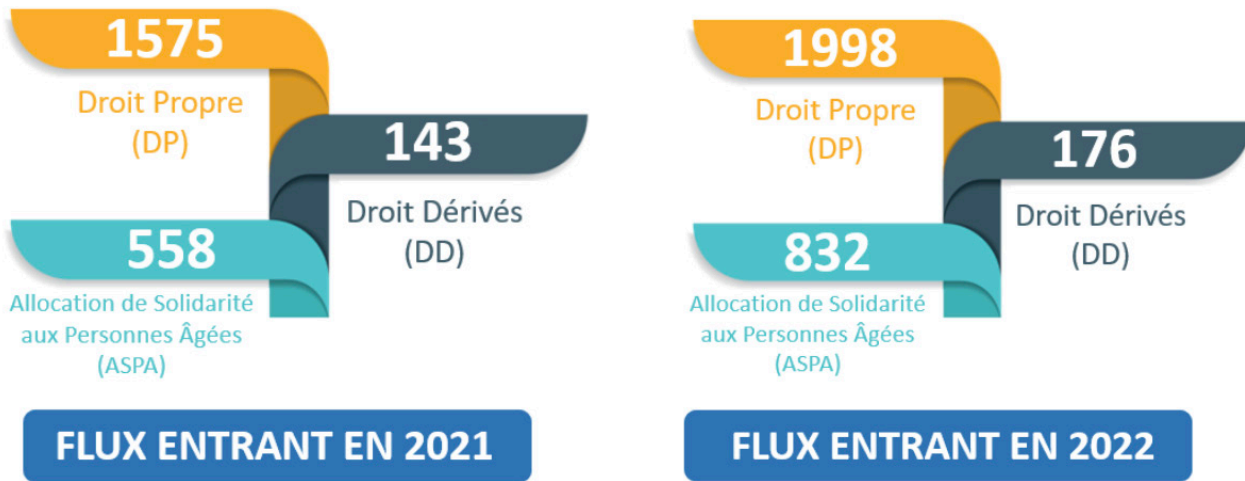 1575
Droit Propre
(DP)
143
Droit Dérivés
(DD)
558
Allocation de Solidarité
aux Personnes Âgées
(ASPA)
FLUX ENTRANT EN 2021
1998
Droit Propre
(DP)
176
Droit Dérivés
(DD)
832
Allocation de Solidarité
aux Personnes Âgées
(ASPA)
FLUX ENTRANT EN 2022